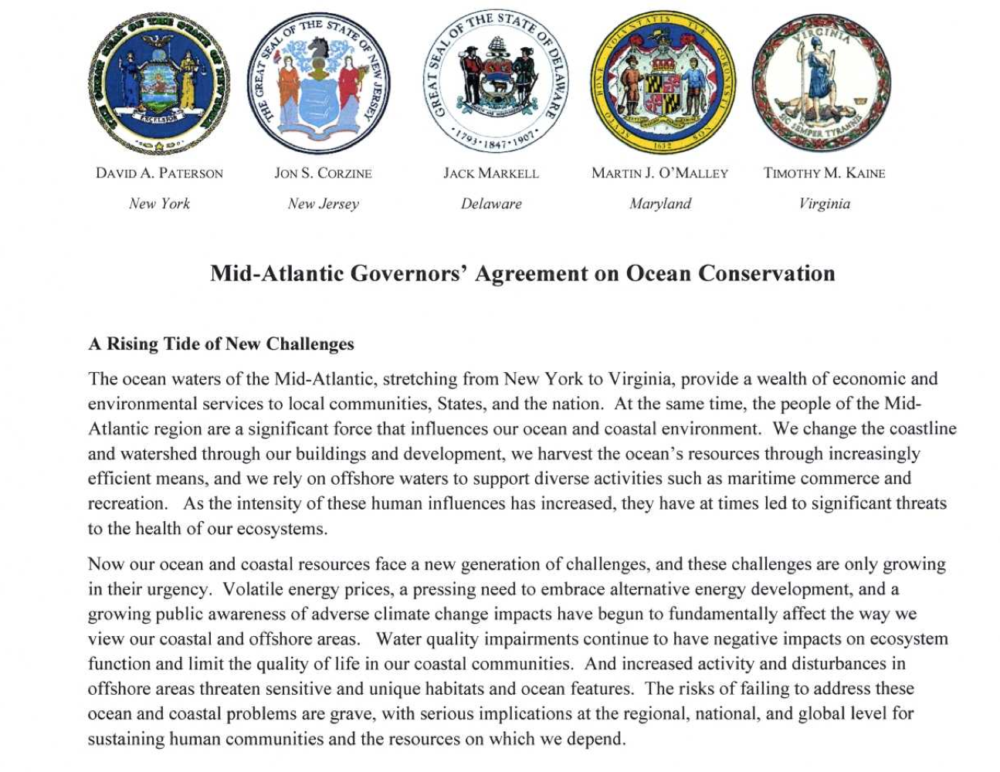 THE GREAT SEAL OF THE STATE OF NEW YORK
EXCELSIOR
THE GREAT SEAL OF THE STATE OF NEW JERSEY
GREAT SEAL OF THE STATE OF DELAWARE
· 1793 · 1847 · 1907 ·
SCVTO BONÆ VOLVNTATIS TVÆ CORONASTI NOS
1632
VIRGINIA
SIC SEMPER TYRANNIS
DAVID A. PATERSON JON S. CORZINE JACK MARKELL MARTIN J. O’MALLEY TIMOTHY M. KAINE
New York New Jersey Delaware Maryland Virginia
Mid-Atlantic Governors’ Agreement on Ocean Conservation
A Rising Tide of New Challenges
The ocean waters of the Mid-Atlantic, stretching from New York to Virginia, provide a wealth of economic and
environmental services to local communities, States, and the nation. At the same time, the people of the Mid-
Atlantic region are a significant force that influences our ocean and coastal environment. We change the coastline
and watershed through our buildings and development, we harvest the ocean’s resources through increasingly
efficient means, and we rely on offshore waters to support diverse activities such as maritime commerce and
recreation. As the intensity of these human influences has increased, they have at times led to significant threats
to the health of our ecosystems.
Now our ocean and coastal resources face a new generation of challenges, and these challenges are only growing
in their urgency. Volatile energy prices, a pressing need to embrace alternative energy development, and a
growing public awareness of adverse climate change impacts have begun to fundamentally affect the way we
view our coastal and offshore areas. Water quality impairments continue to have negative impacts on ecosystem
function and limit the quality of life in our coastal communities. And increased activity and disturbances in
offshore areas threaten sensitive and unique habitats and ocean features. The risks of failing to address these
ocean and coastal problems are grave, with serious implications at the regional, national, and global level for
sustaining human communities and the resources on which we depend.